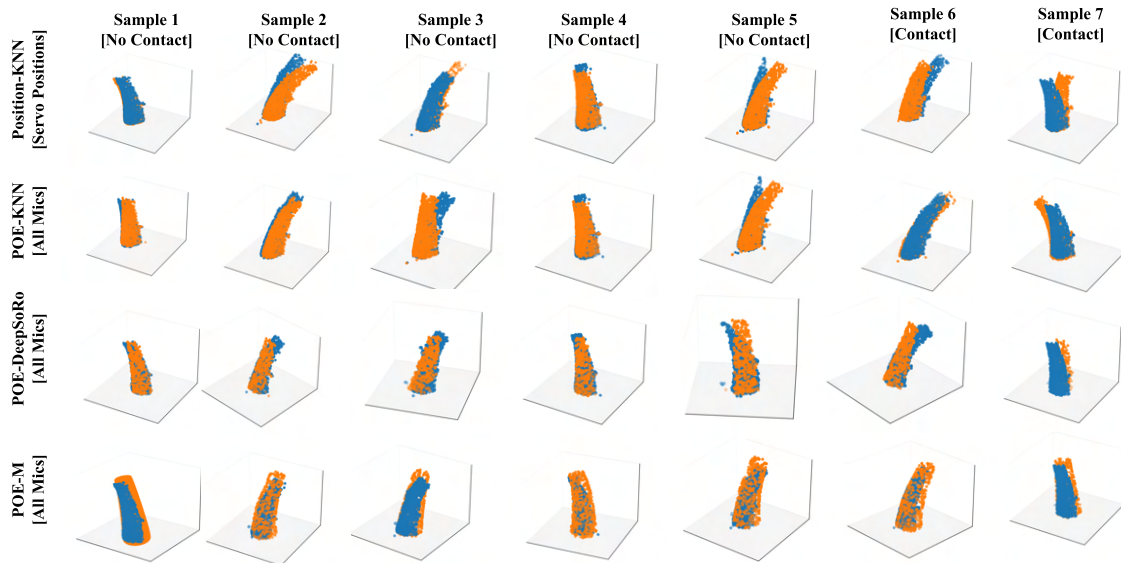 Sample 1
[No Contact]
Sample 2
[No Contact]
Sample 3
[No Contact]
Sample 4
[No Contact]
Sample 5
[No Contact]
Sample 6
[Contact]
Sample 7
[Contact]
Position-KNN
[Servo Positions]
POE-KNN
[All Mics]
POE-DeepSoRo
[All Mics]
POE-M
[All Mics]